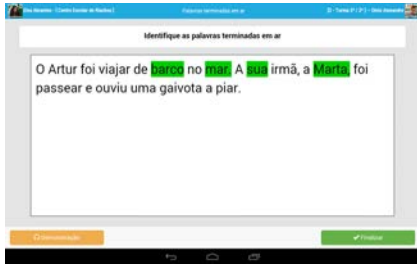 Palavras terminadas em ar
Identifique as palavras terminadas em ar
O Artur foi viajar de barco no mar. A sua irmã, a Marta, foi
passear e ouviu uma gaivota a piar.
Finalizar